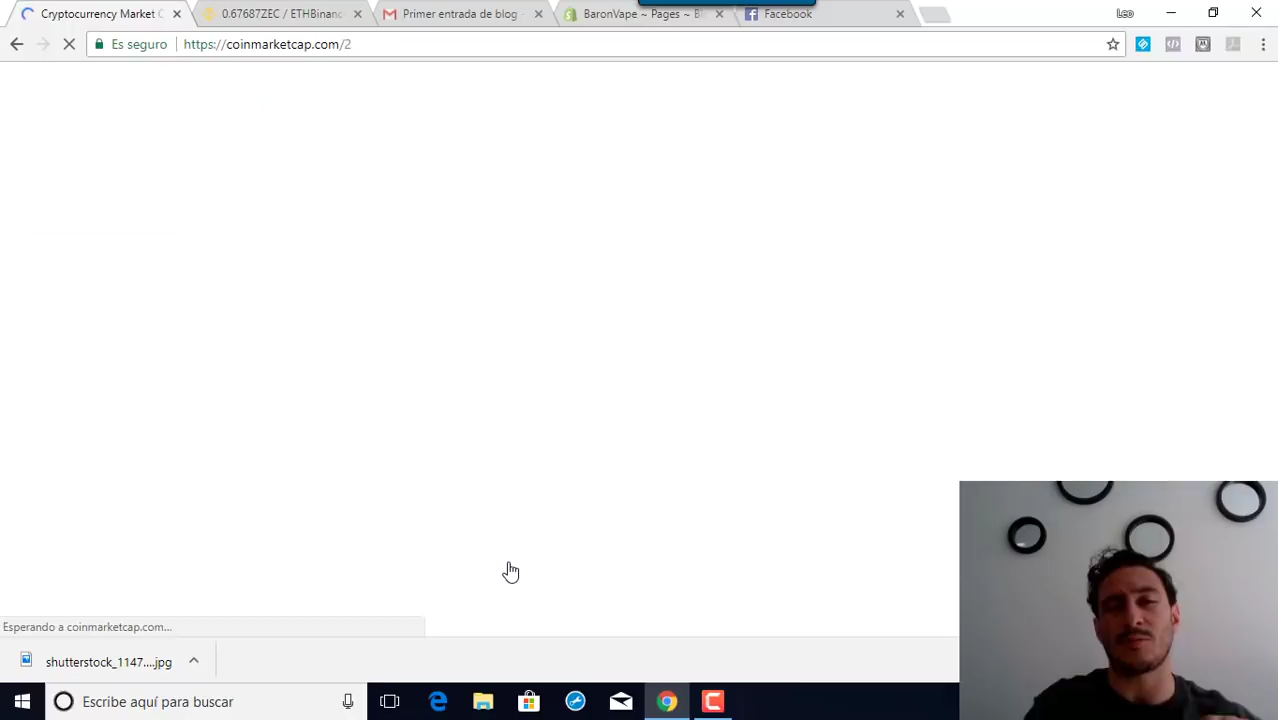 Cryptocurrency Market C
0.67687ZEC / ETHBinanc
Primer entrada de blog -
BaronVape ~ Pages ~ Bl
Facebook
Leo
Es seguro
https://coinmarketcap.com/2
Esperando a coinmarketcap.com...
shutterstock_1147....jpg
Escribe aquí para buscar